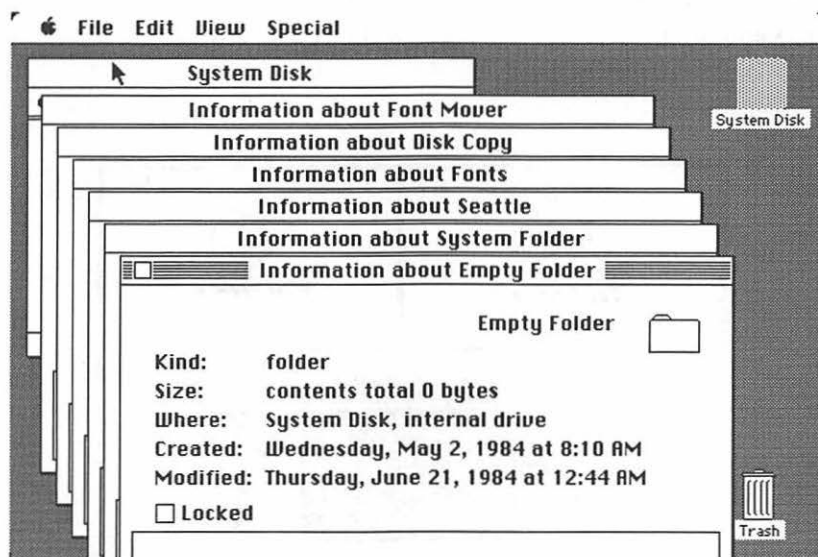 File Edit View Special
System Disk
System Disk
Information about Font Mover
Information about Disk Copy
Information about Fonts
Information about Seattle
Information about System Folder
Information about Empty Folder
Empty Folder
Kind: folder
Size: contents total 0 bytes
Where: System Disk, internal drive
Created: Wednesday, May 2, 1984 at 8:10 AM
Modified: Thursday, June 21, 1984 at 12:44 AM
Locked
Trash